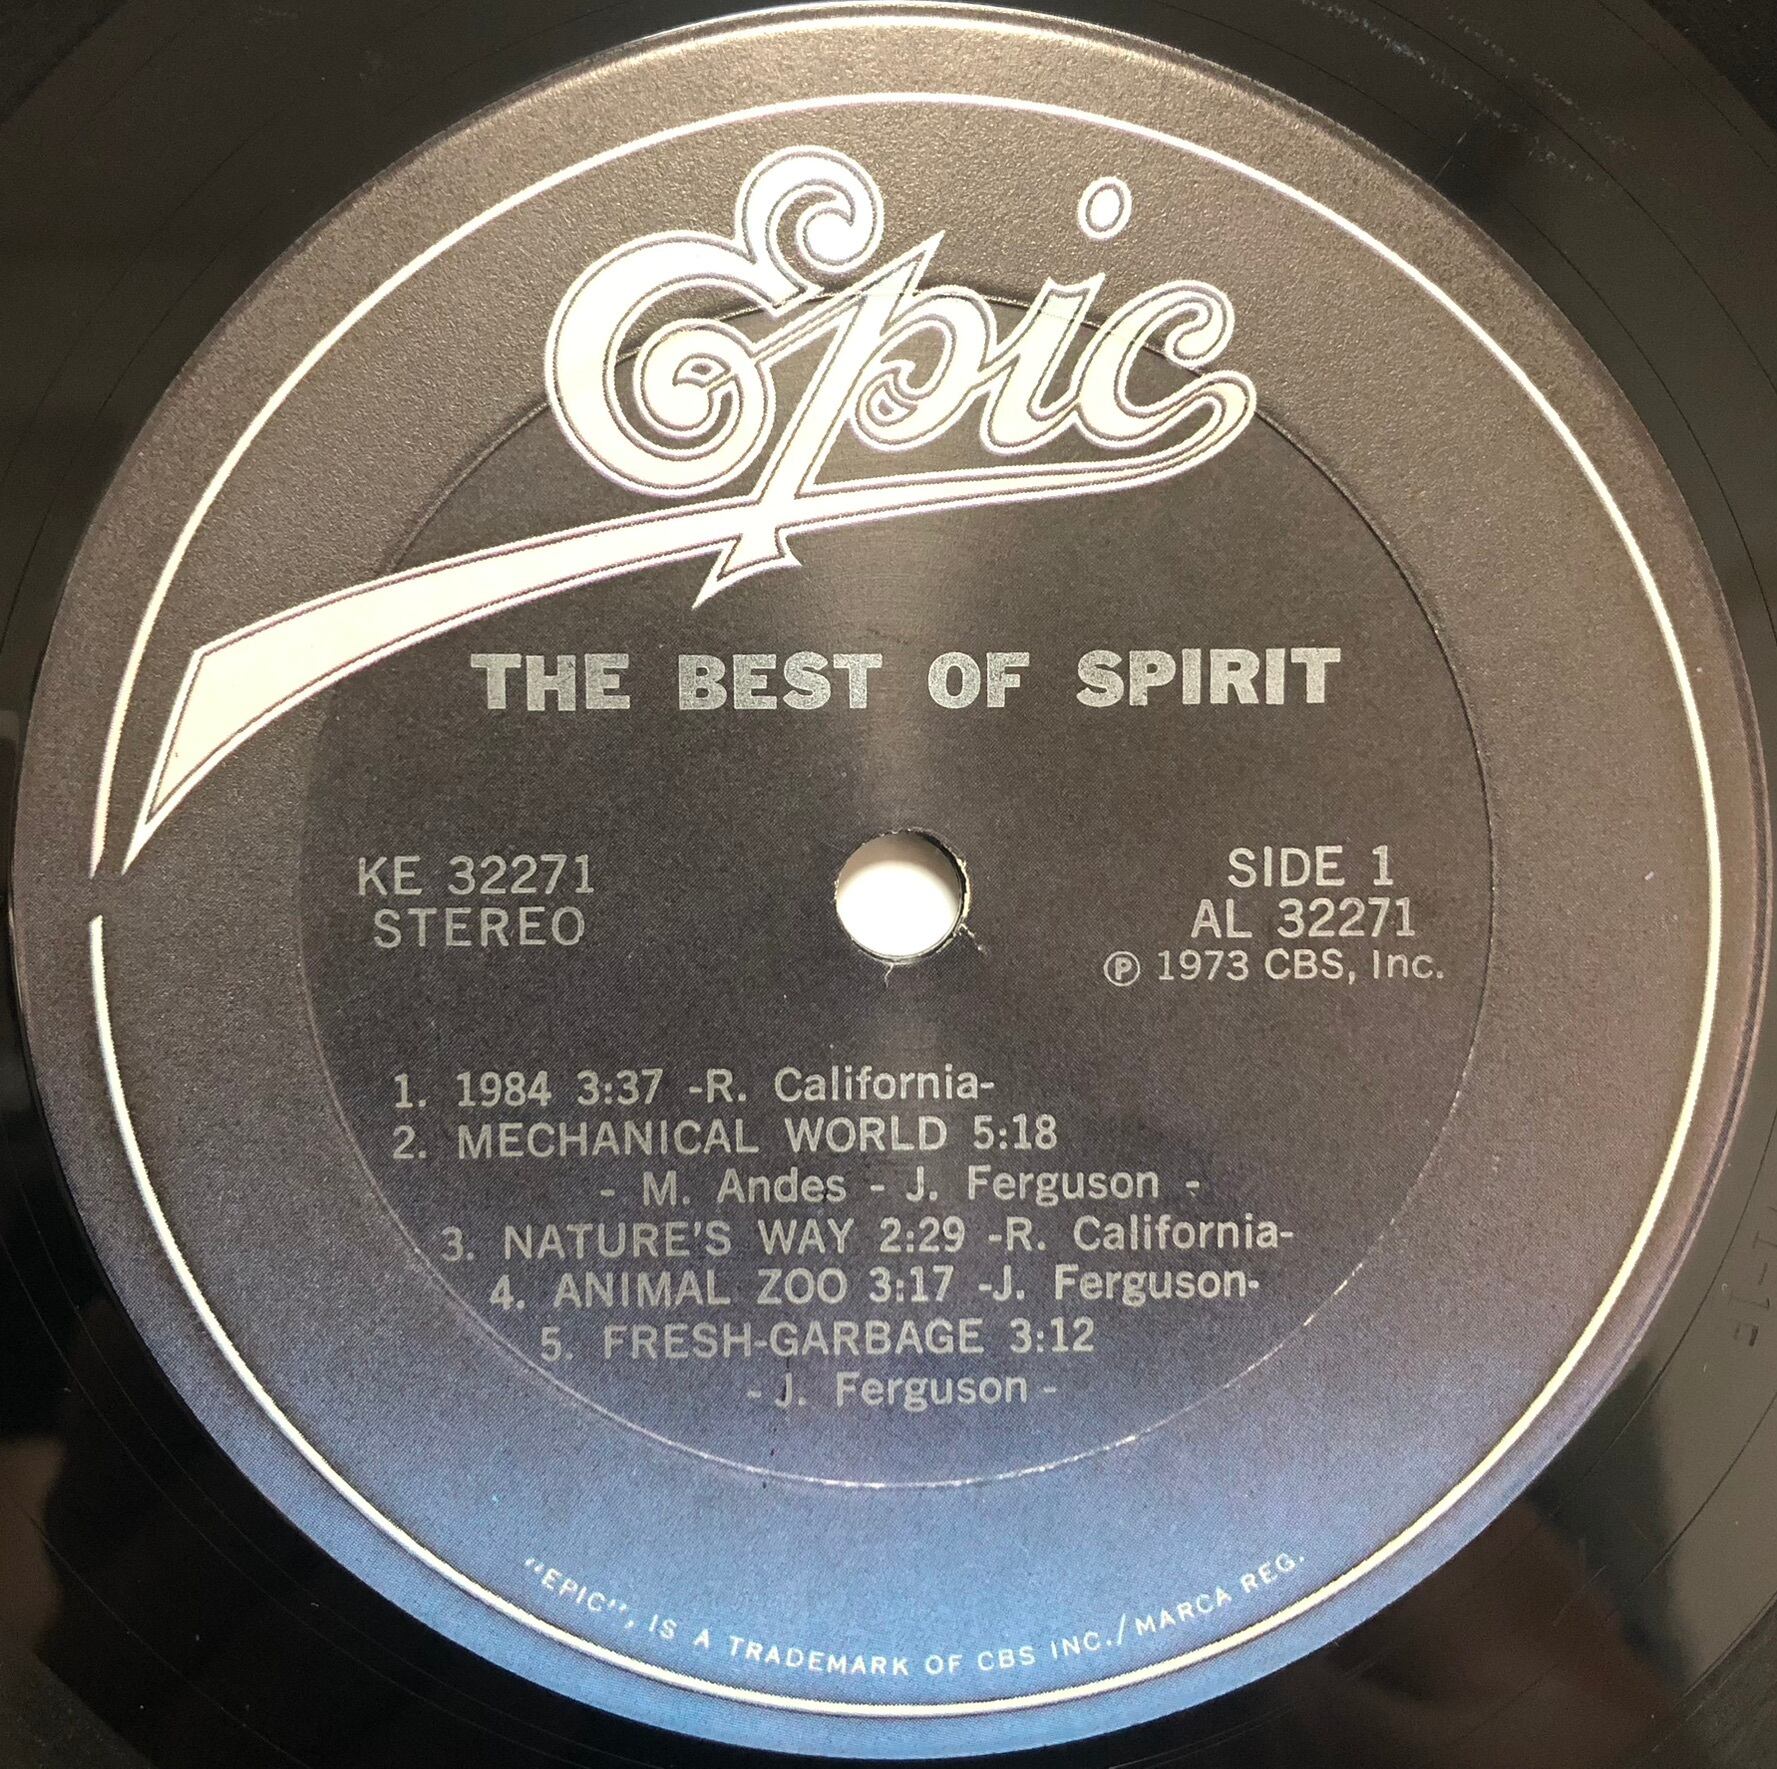 Epic
THE BEST OF SPIRIT
KE 32271
STEREO
SIDE 1
AL 32271
Ⓟ 1973 CBS, Inc.
1. 1984 3:37 -R. California-
2. MECHANICAL WORLD 5:18
- M. Andes - J. Ferguson -
3. NATURE'S WAY 2:29 -R. California-
4. ANIMAL ZOO 3:17 -J. Ferguson-
5. FRESH-GARBAGE 3:12
- J. Ferguson -
"EPIC", IS A TRADEMARK OF CBS INC./MARCA REG.